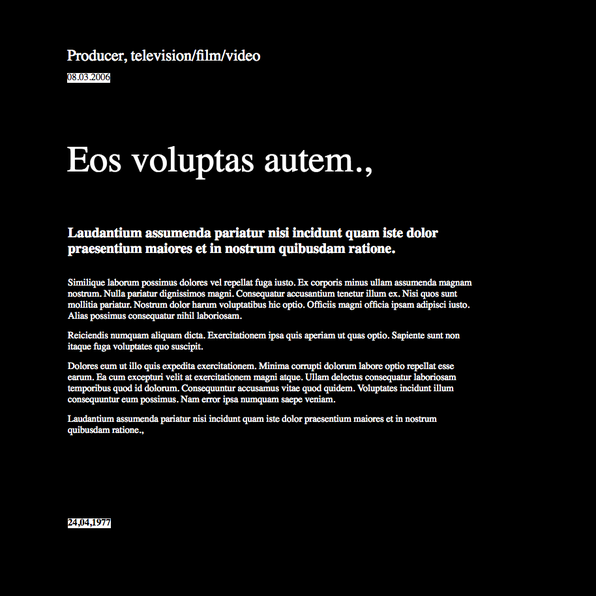 Producer, television/film/video
08.03.2006
Eos voluptas autem.,
Laudantium assumenda pariatur nisi incidunt quam iste dolor
praesentium maiores et in nostrum quibusdam ratione.
Similique laborum possimus dolores vel repellat fuga iusto. Ex corporis minus ullam assumenda magnam
nostrum. Nulla pariatur dignissimos magni. Consequatur accusantium tenetur illum ex. Nisi quos sunt
mollitia pariatur. Nostrum dolor harum voluptatibus hic optio. Officiis magni officia ipsam adipisci iusto.
Alias possimus consequatur nihil laboriosam.
Reiciendis numquam aliquam dicta. Exercitationem ipsa quis aperiam ut quas optio. Sapiente sunt non
itaque fuga voluptates quo suscipit.
Dolores eum ut illo quis expedita exercitationem. Minima corrupti dolorum labore optio repellat esse
earum. Ea cum excepturi velit at exercitationem magni atque. Ullam delectus consequatur laboriosam
temporibus quod id dolorum. Consequuntur accusamus vitae quod quidem. Voluptates incidunt illum
consequuntur eum possimus. Nam error ipsa numquam saepe veniam.
Laudantium assumenda pariatur nisi incidunt quam iste dolor praesentium maiores et in nostrum
quibusdam ratione.,
24.04.1977